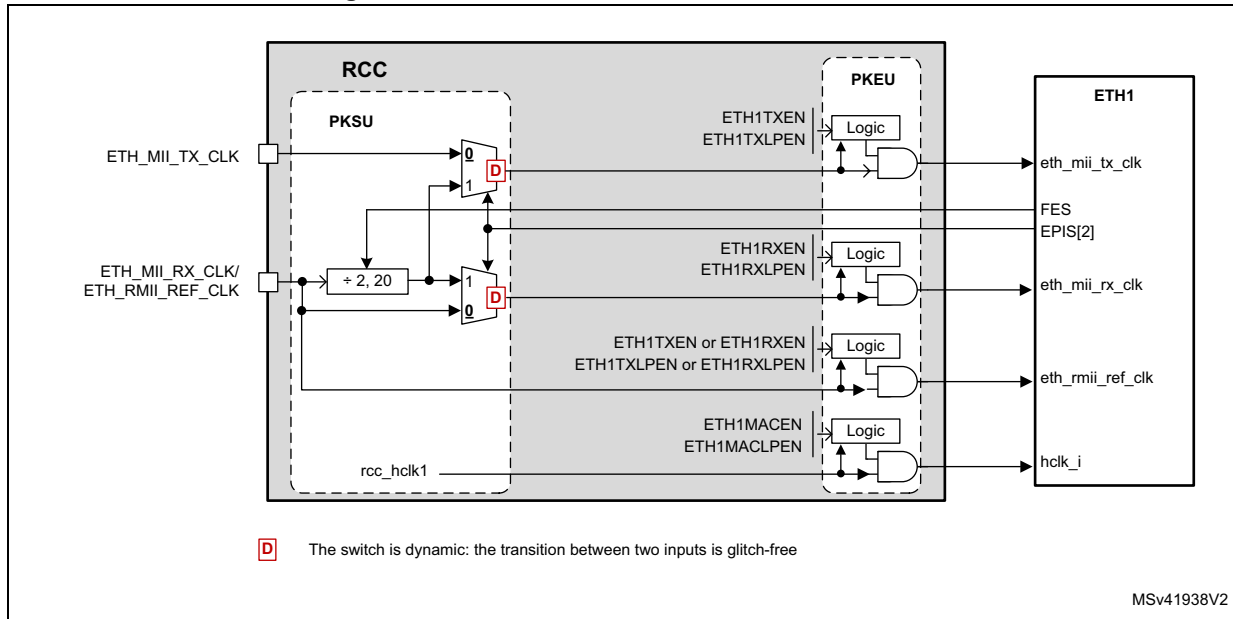 RCC
PKSU
PKEU
ETH1
ETH1TXEN
ETH1TXLPEN
Logic
ETH_MII_TX_CLK
0
D
1
eth_mii_tx_clk
FES
EPIS[2]
ETH1RXEN
ETH1RXLPEN
Logic
ETH_MII_RX_CLK/
ETH_RMII_REF_CLK
÷ 2, 20
1
D
0
eth_mii_rx_clk
ETH1TXEN or ETH1RXEN
ETH1TXLPEN or ETH1RXLPEN
Logic
eth_rmii_ref_clk
ETH1MACEN
ETH1MACLPEN
Logic
rcc_hclk1
hclk_i
D The switch is dynamic: the transition between two inputs is glitch-free
MSv41938V2